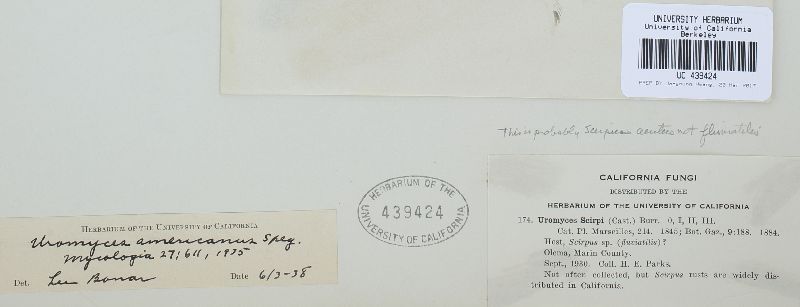 UNIVERSITY HERBARIUM
University of California
Berkeley
UC 439424
This is probably Scirpus acutus not fluviatilis
CALIFORNIA FUNGI
DISTRIBUTED BY THE
HERBARIUM OF THE UNIVERSITY OF CALIFORNIA
174. Uromyces Scirpi (Cast.) Burr. 0, I, II, III.
Cat. Pl. Marseilles, 214. 1845; Bot. Gaz., 9:188. 1884.
Host, Scirpus sp. (fluviatilis)?
Olema, Marin County.
Sept., 1930. Coll. H. E. Parks.
Not often collected, but Scirpus rusts are widely dis-
tributed in California.
HERBARIUM OF THE
439424
UNIVERSITY OF CALIFORNIA
HERBARIUM OF THE UNIVERSITY OF CALIFORNIA
Uromyces americanus Speg.
Mycologia 27:611, 1935
Det. Lee Bonar Date 6/3-38